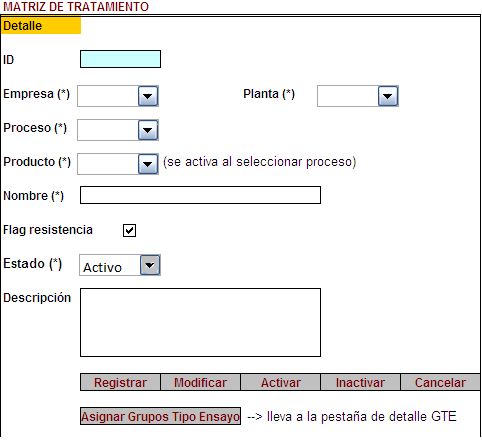 MATRIZ DE TRATAMIENTO
Detalle
ID
Empresa (*) Planta (*)
Proceso (*)
Producto (*) (se activa al seleccionar proceso)
Nombre (*)
Flag resistencia
Estado (*) Activo
Descripción
Registrar Modificar Activar Inactivar Cancelar
Asignar Grupos Tipo Ensayo --> lleva a la pestaña de detalle GTE